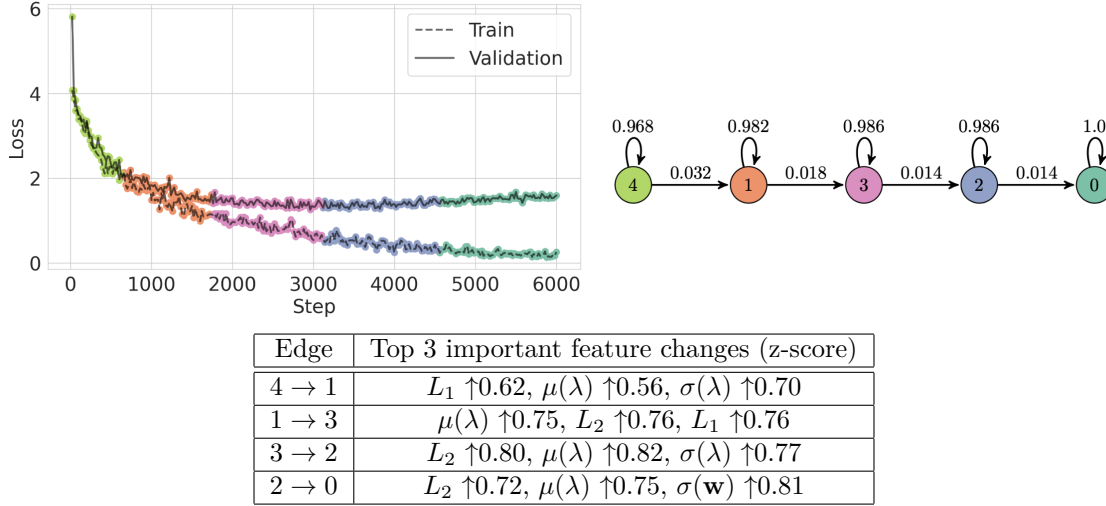 6
4
2
0
Loss
Train
Validation
0 1000 2000 3000 4000 5000 6000
Step
0.968 0.982 0.986 0.986 1.0
4 0.032 1 0.018 3 0.014 2 0.014 0
Edge Top 3 important feature changes (z-score)
4 → 1 L₁ ↑0.62, μ(λ) ↑0.56, σ(λ) ↑0.70
1 → 3 μ(λ) ↑0.75, L₂ ↑0.76, L₁ ↑0.76
3 → 2 L₂ ↑0.80, μ(λ) ↑0.82, σ(λ) ↑0.77
2 → 0 L₂ ↑0.72, μ(λ) ↑0.75, σ(w) ↑0.81